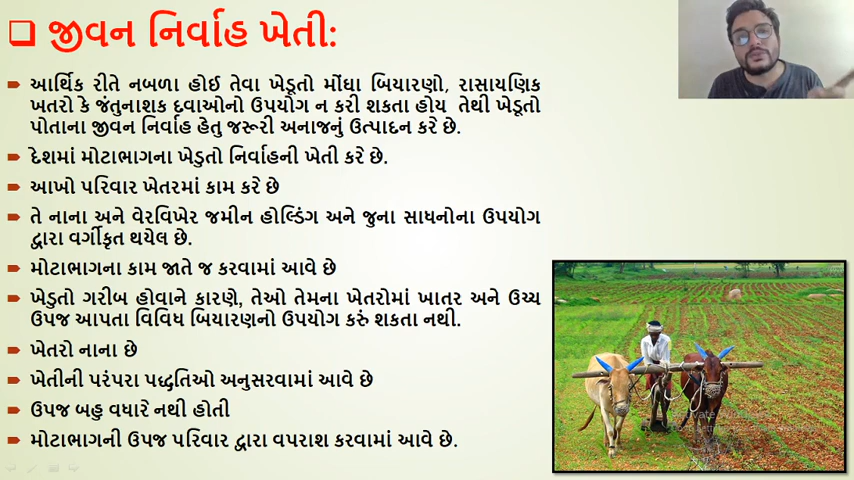 જીવન નિર્વાહ ખેતી:
આર્થિક રીતે નબળા હોઈ તેવા ખેડૂતો મોંઘા બિયારણો, રાસાયણિક
ખતરો કે જંતુનાશક દવાઓનો ઉપયોગ ન કરી શકતા હોય તેથી ખેડૂતો
પોતાના જીવન નિર્વાહ હેતુ જરૂરી અનાજનું ઉત્પાદન કરે છે.
દેશમાં મોટાભાગના ખેડુતો નિર્વાહની ખેતી કરે છે.
આખો પરિવાર ખેતરમાં કામ કરે છે
તે નાના અને વેરવિખેર જમીન હોલ્ડિંગ અને જુના સાધનોના ઉપયોગ
દ્વારા વર્ગીકૃત થયેલ છે.
મોટાભાગના કામ જાતે જ કરવામાં આવે છે
ખેડુતો ગરીબ હોવાને કારણે, તેઓ તેમના ખેતરોમાં ખાતર અને ઉચ્ચ
ઉપજ આપતા વિવિધ બિયારણનો ઉપયોગ કરું શકતા નથી.
ખેતરો નાના છે
ખેતીની પરંપરા પદ્ધતિઓ અનુસરવામાં આવે છે
ઉપજ બહુ વધારે નથી હોતી
મોટાભાગની ઉપજ પરિવાર દ્વારા વપરાશ કરવામાં આવે છે.